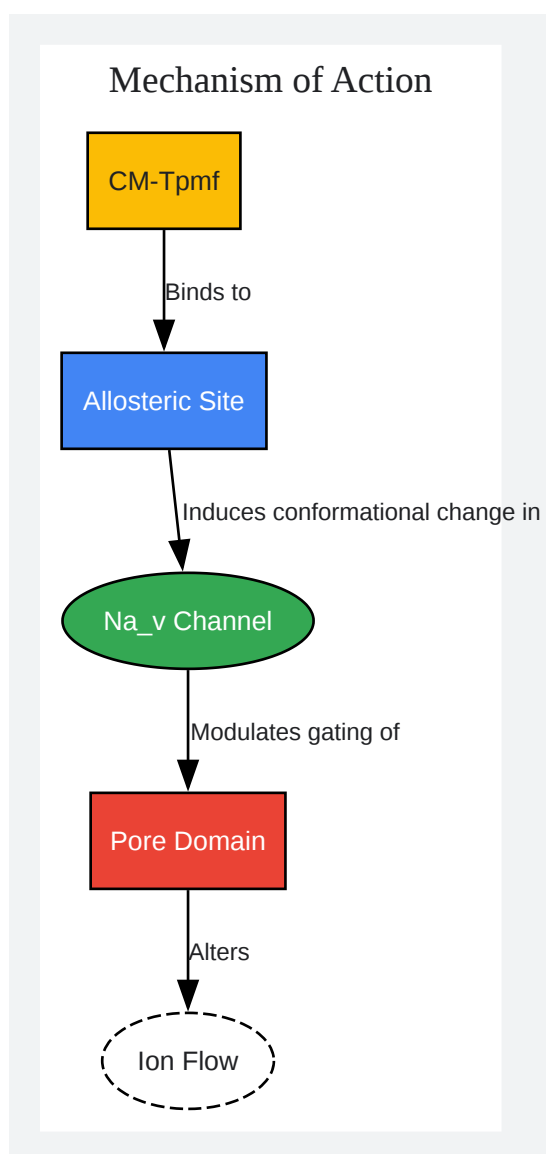 Mechanism of Action
CM-Tpmf
Binds to
Allosteric Site
Induces conformational change in
Na_v Channel
Modulates gating of
Pore Domain
Alters
Ion Flow